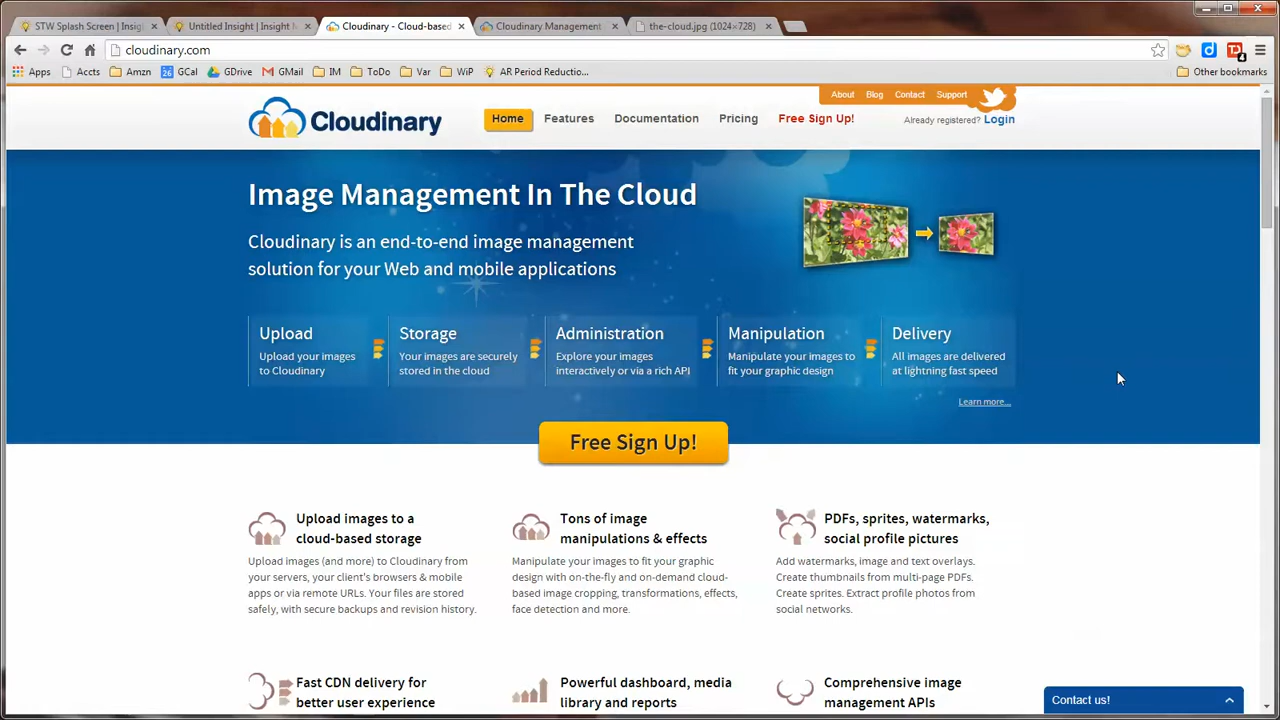 STW Splash Screen | Insig
Untitled Insight | Insight M
Cloudinary - Cloud-based
Cloudinary Management
the-cloud.jpg (1024×728)
cloudinary.com
Apps
Accts
Amzn
GCal
GDrive
GMail
IM
ToDo
Var
WiP
AR Period Reductio...
Other bookmarks
About
Blog
Contact
Support
Cloudinary
Home
Features
Documentation
Pricing
Free Sign Up!
Already registered? Login
Image Management In The Cloud
Cloudinary is an end-to-end image management
solution for your Web and mobile applications
Upload
Upload your images
to Cloudinary
Storage
Your images are securely
stored in the cloud
Administration
Explore your images
interactively or via a rich API
Manipulation
Manipulate your images to
fit your graphic design
Delivery
All images are delivered
at lightning fast speed
Learn more...
Free Sign Up!
Upload images to a
cloud-based storage
Upload images (and more) to Cloudinary from
your servers, your client's browsers & mobile
apps or via remote URLs. Your files are stored
safely, with secure backups and revision history.
Tons of image
manipulations & effects
Manipulate your images to fit your graphic
design with on-the-fly and on-demand cloud-
based image cropping, transformations, effects,
face detection and more.
PDFs, sprites, watermarks,
social profile pictures
Add watermarks, image and text overlays.
Create thumbnails from multi-page PDFs.
Create sprites. Extract profile photos from
social networks.
Fast CDN delivery for
better user experience
Powerful dashboard, media
library and reports
Comprehensive image
management APIs
Contact us!